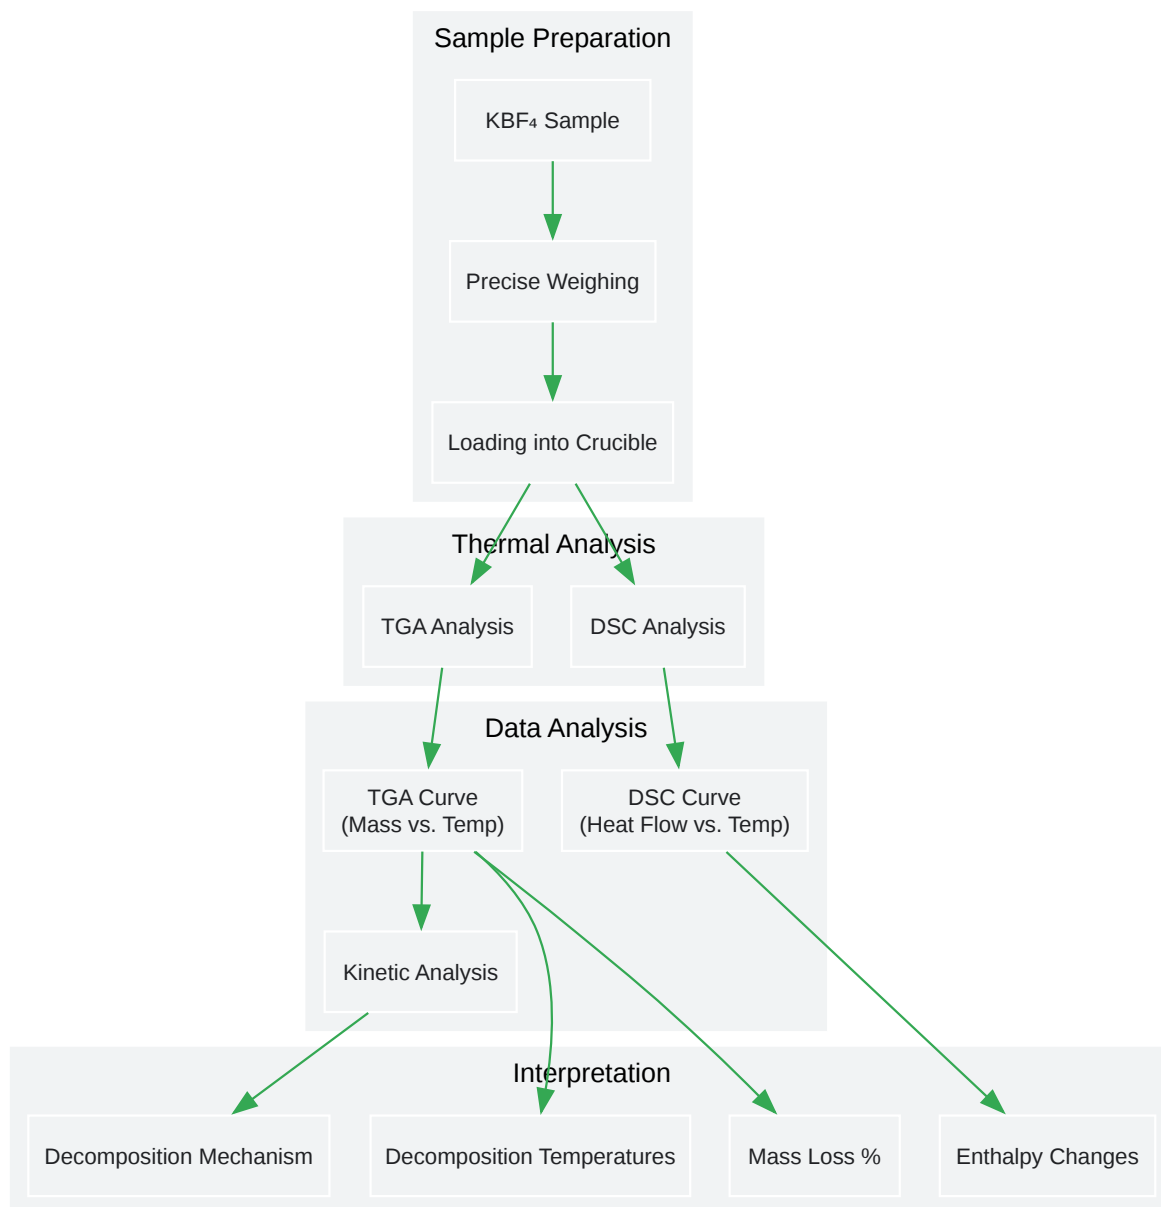 Sample Preparation
KBF₄ Sample
Precise Weighing
Loading into Crucible
Thermal Analysis
TGA Analysis
DSC Analysis
Data Analysis
TGA Curve
(Mass vs. Temp)
DSC Curve
(Heat Flow vs. Temp)
Kinetic Analysis
Interpretation
Decomposition Mechanism
Decomposition Temperatures
Mass Loss %
Enthalpy Changes